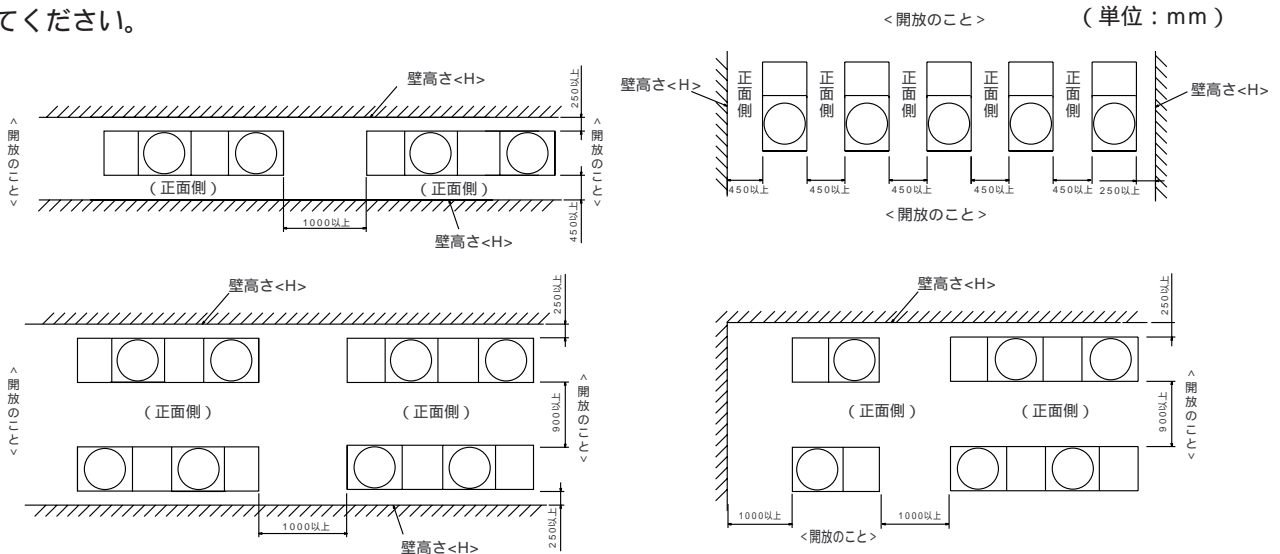 てください。
<開放のこと>
(単位:mm)
壁高さ<H>
250以上
<開放のこと>
(正面側)
(正面側)
<開放のこと>
1000以上
450以上
壁高さ<H>
壁高さ<H>
正面側
正面側
正面側
正面側
正面側
壁高さ<H>
450以上
450以上
450以上
450以上
450以上
250以上
<開放のこと>
壁高さ<H>
250以上
<開放のこと>
(正面側)
(正面側)
900以上
<開放のこと>
1000以上
250以上
壁高さ<H>
壁高さ<H>
250以上
(正面側)
(正面側)
900以上
<開放のこと>
1000以上
1000以上
<開放のこと>